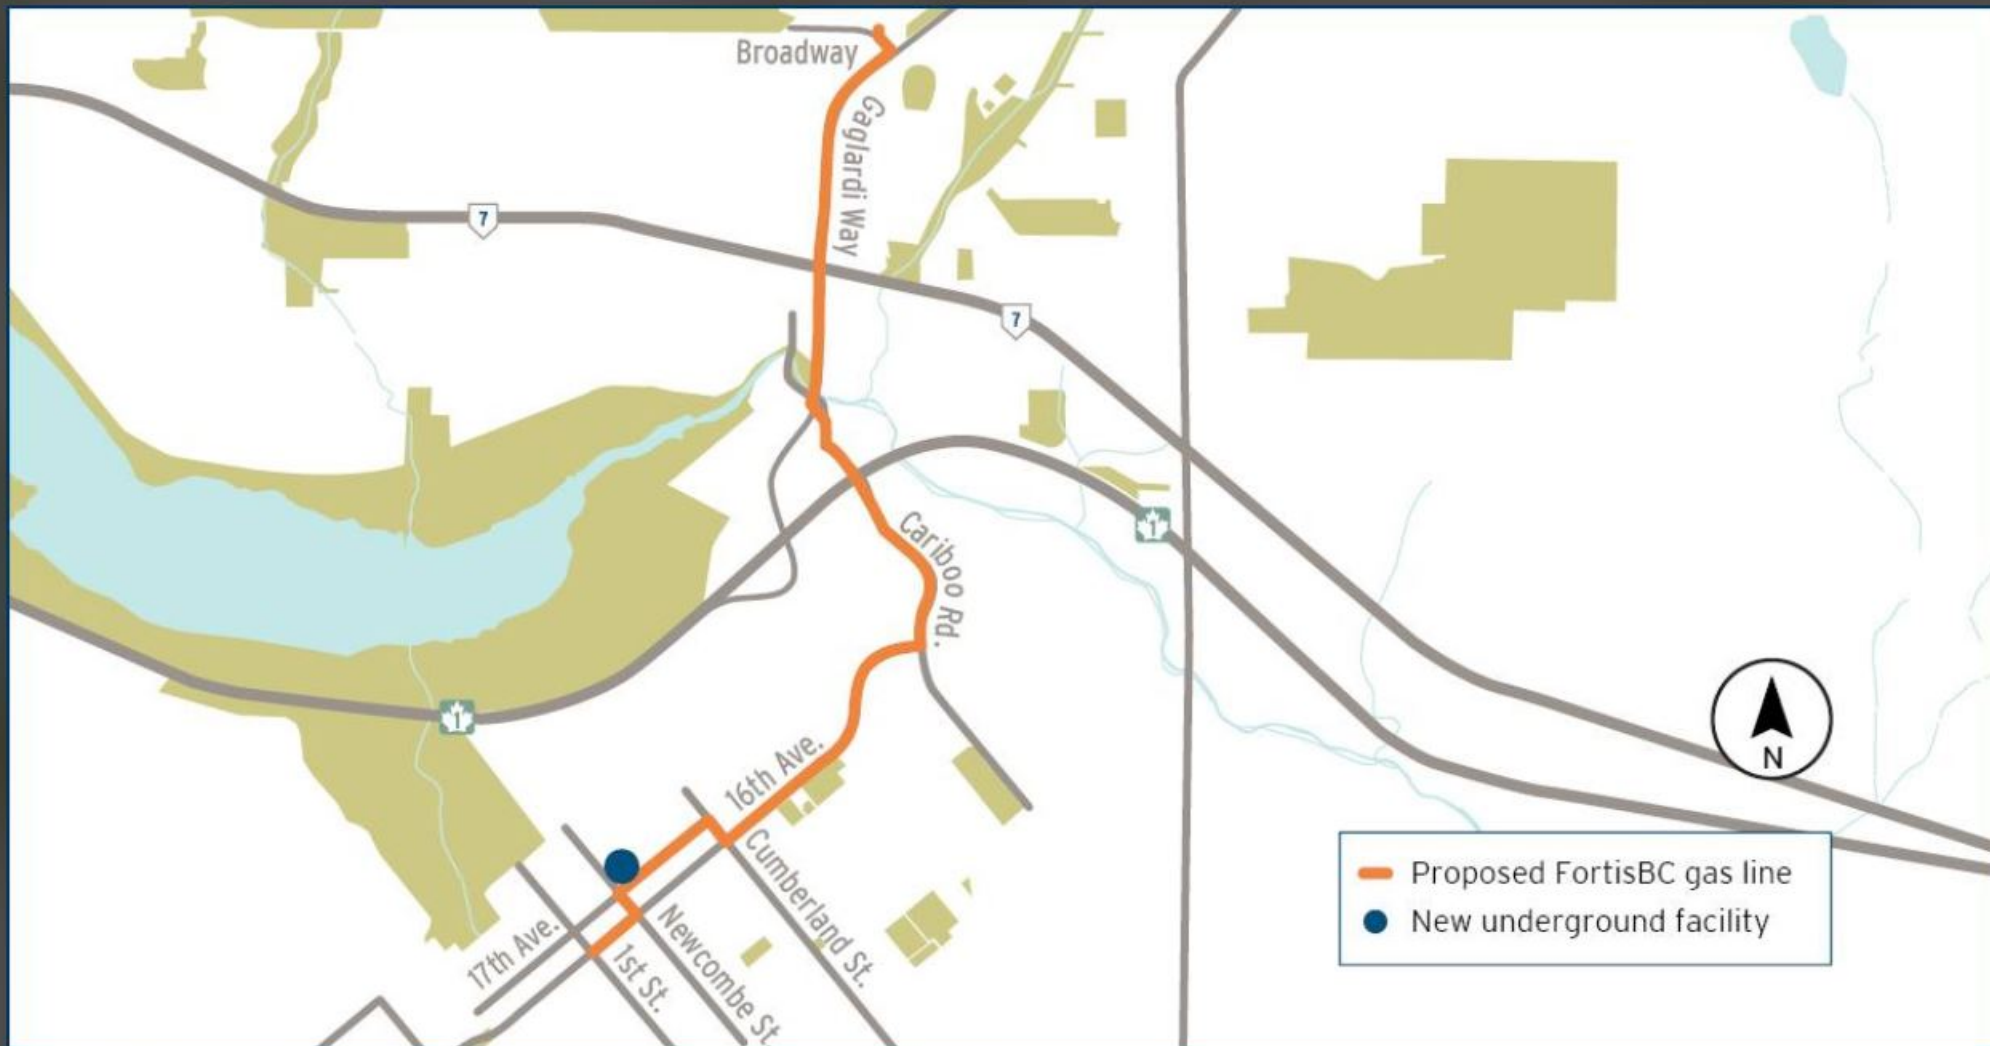 Broadway
Gaglardi Way
7
7
1
Cariboo Rd.
1
N
16th Ave.
Cumberland St.
17th Ave.
Newcombe St
1st St.
Proposed FortisBC gas line
New underground facility